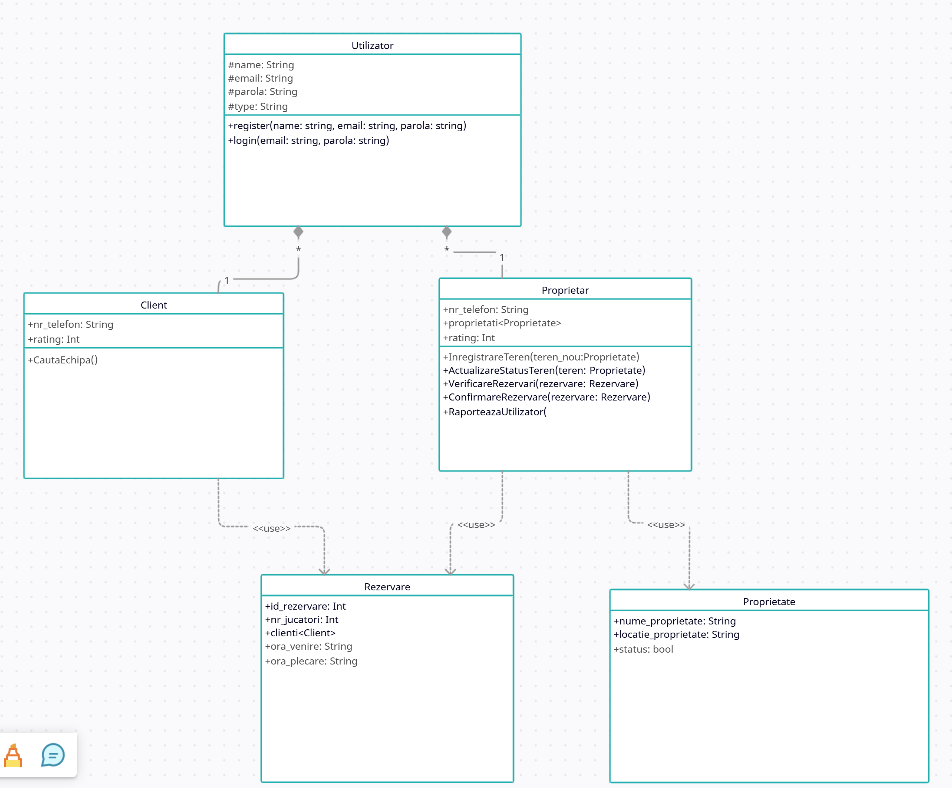 Utilizator
#name: String
#email: String
#parola: String
#type: String
+register(name: string, email: string, parola: string)
+login(email: string, parola: string)
*
*
1
1
Client
+nr_telefon: String
+rating: Int
+CautaEchipa()
Proprietar
+nr_telefon: String
+proprietati<Proprietate>
+rating: Int
+InregistrareTeren(teren_nou:Proprietate)
+ActualizareStatusTeren(teren: Proprietate)
+VerificareRezervari(rezervare: Rezervare)
+ConfirmareRezervare(rezervare: Rezervare)
+RaporteazaUtilizator(
<<use>>
<<use>>
<<use>>
Rezervare
+id_rezervare: Int
+nr_jucatori: Int
+clienti<Client>
+ora_venire: String
+ora_plecare: String
Proprietate
+nume_proprietate: String
+locatie_proprietate: String
+status: bool